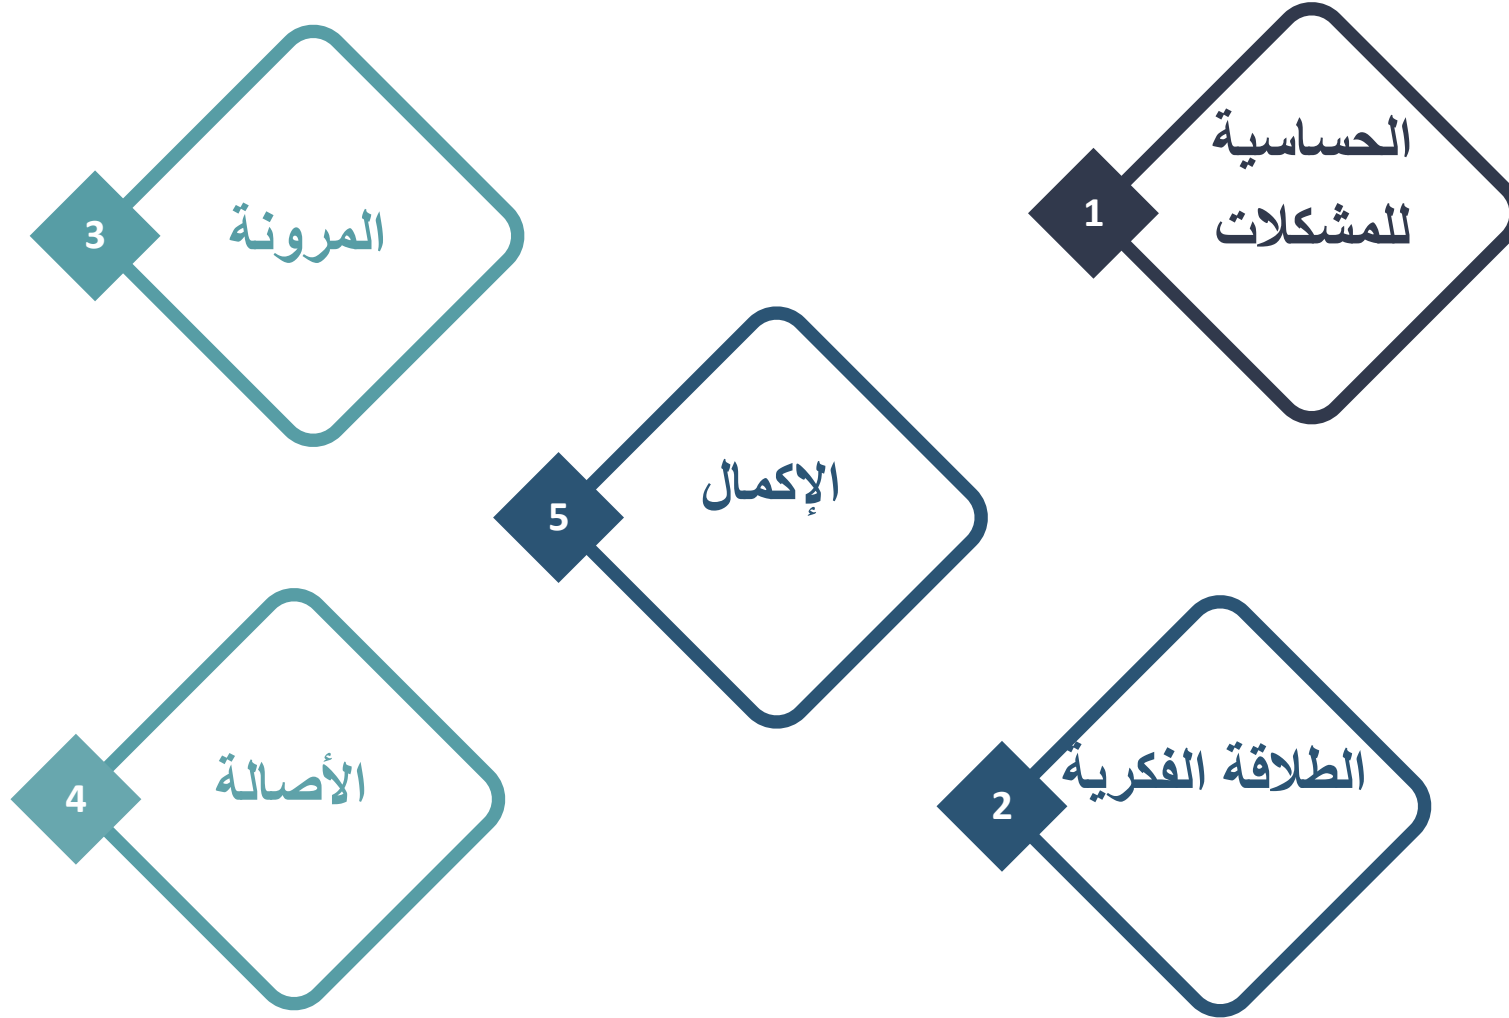 1
الحساسية
للمشكلات
3
المرونة
5
الإكمال
2
الطلاقة الفكرية
4
الأصالة